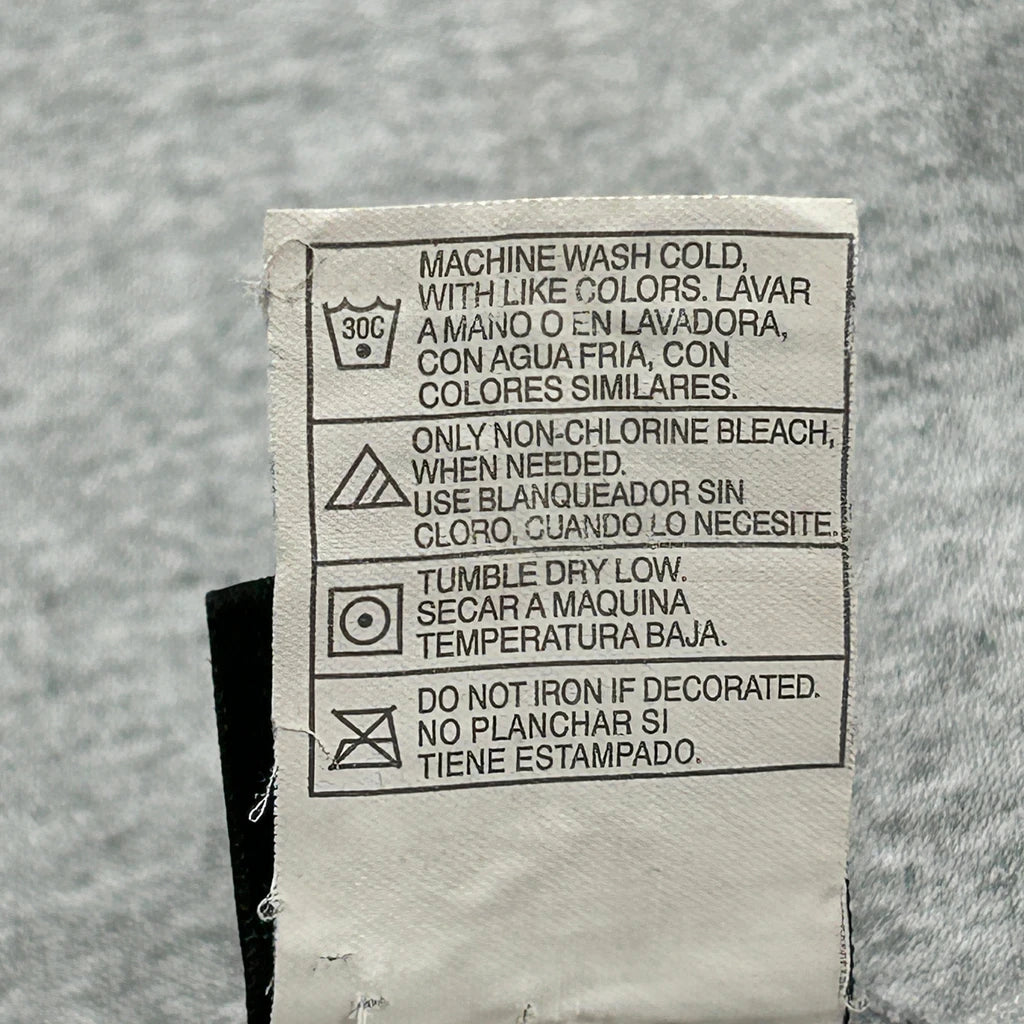 30C
MACHINE WASH COLD,
WITH LIKE COLORS. LAVAR
A MANO O EN LAVADORA,
CON AGUA FRIA, CON
COLORES SIMILARES.
ONLY NON-CHLORINE BLEACH,
WHEN NEEDED.
USE BLANQUEADOR SIN
CLORO, CUANDO LO NECESITE.
TUMBLE DRY LOW.
SECAR A MAQUINA
TEMPERATURA BAJA.
DO NOT IRON IF DECORATED.
NO PLANCHAR SI
TIENE ESTAMPADO.